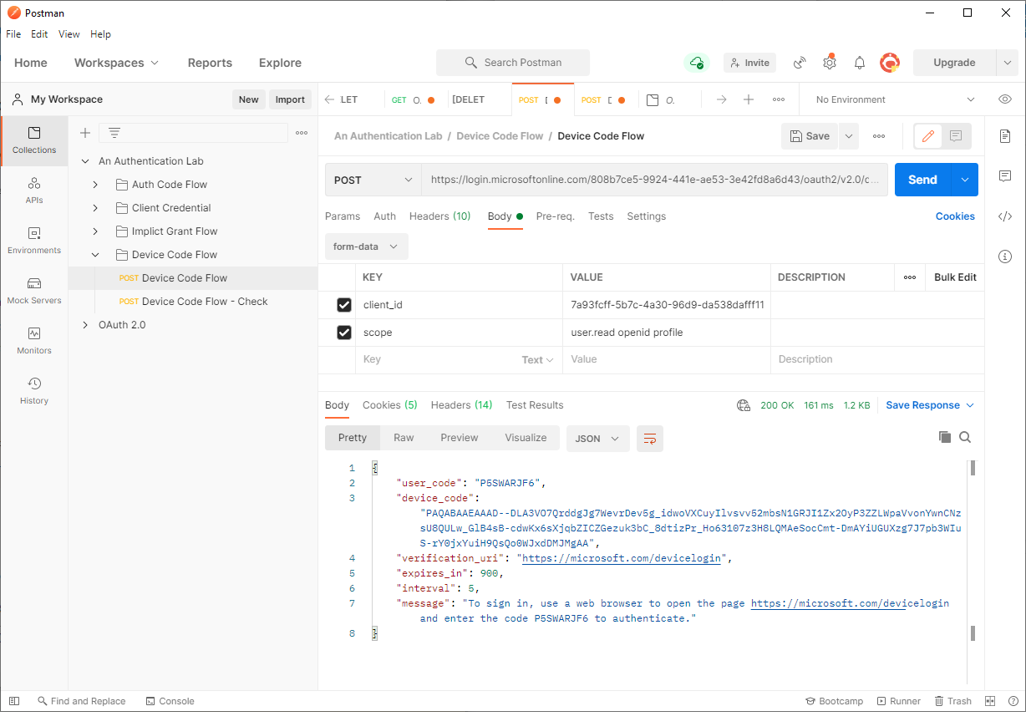 Postman
File Edit View Help
Home Workspaces Reports Explore Search Postman Invite Upgrade
My Workspace New Import LET GET O. [DELET POST [ POST [ O. No Environment
An Authentication Lab / Device Code Flow / Device Code Flow Save
Collections
APIs
Environments
Mock Servers
Monitors
History
An Authentication Lab
Auth Code Flow
Client Credential
Implict Grant Flow
Device Code Flow
POST Device Code Flow
POST Device Code Flow - Check
OAuth 2.0
POST https://login.microsoftonline.com/808b7ce5-9924-441e-ae53-3e42fd8a6d43/oauth2/v2.0/c... Send
Params Auth Headers (10) Body Pre-req. Tests Settings Cookies
form-data
KEY VALUE DESCRIPTION Bulk Edit
client_id 7a93fcff-5b7c-4a30-96d9-da538dafff11
scope user.read openid profile
Key Text Value Description
Body Cookies (5) Headers (14) Test Results 200 OK 161 ms 1.2 KB Save Response
Pretty Raw Preview Visualize JSON
1 {
2 "user_code": "P5SWARJF6",
3 "device_code":
"PAQABAAEAAAD--DLA3VO7QrddgJg7WevrDev5g_idwoVXCuyIlvsvv52mbsN1GRJI1Zx2OyP3ZZLWpaVvonYwnCNz
sU8QULw_GlB4sB-cdwKx6sXjqbZICZGezuk3bC_8dtizPr_Ho63107z3H8LQMAeSocCmt-DmAYiUGUXzg7J7pb3WIu
S-rY0jxYuiH9QsQo0WJxdDMJMgAA",
4 "verification_uri": "https://microsoft.com/devicelogin",
5 "expires_in": 900,
6 "interval": 5,
7 "message": "To sign in, use a web browser to open the page https://microsoft.com/devicelogin
and enter the code P5SWARJF6 to authenticate."
8 }
Find and Replace Console Bootcamp Runner Trash